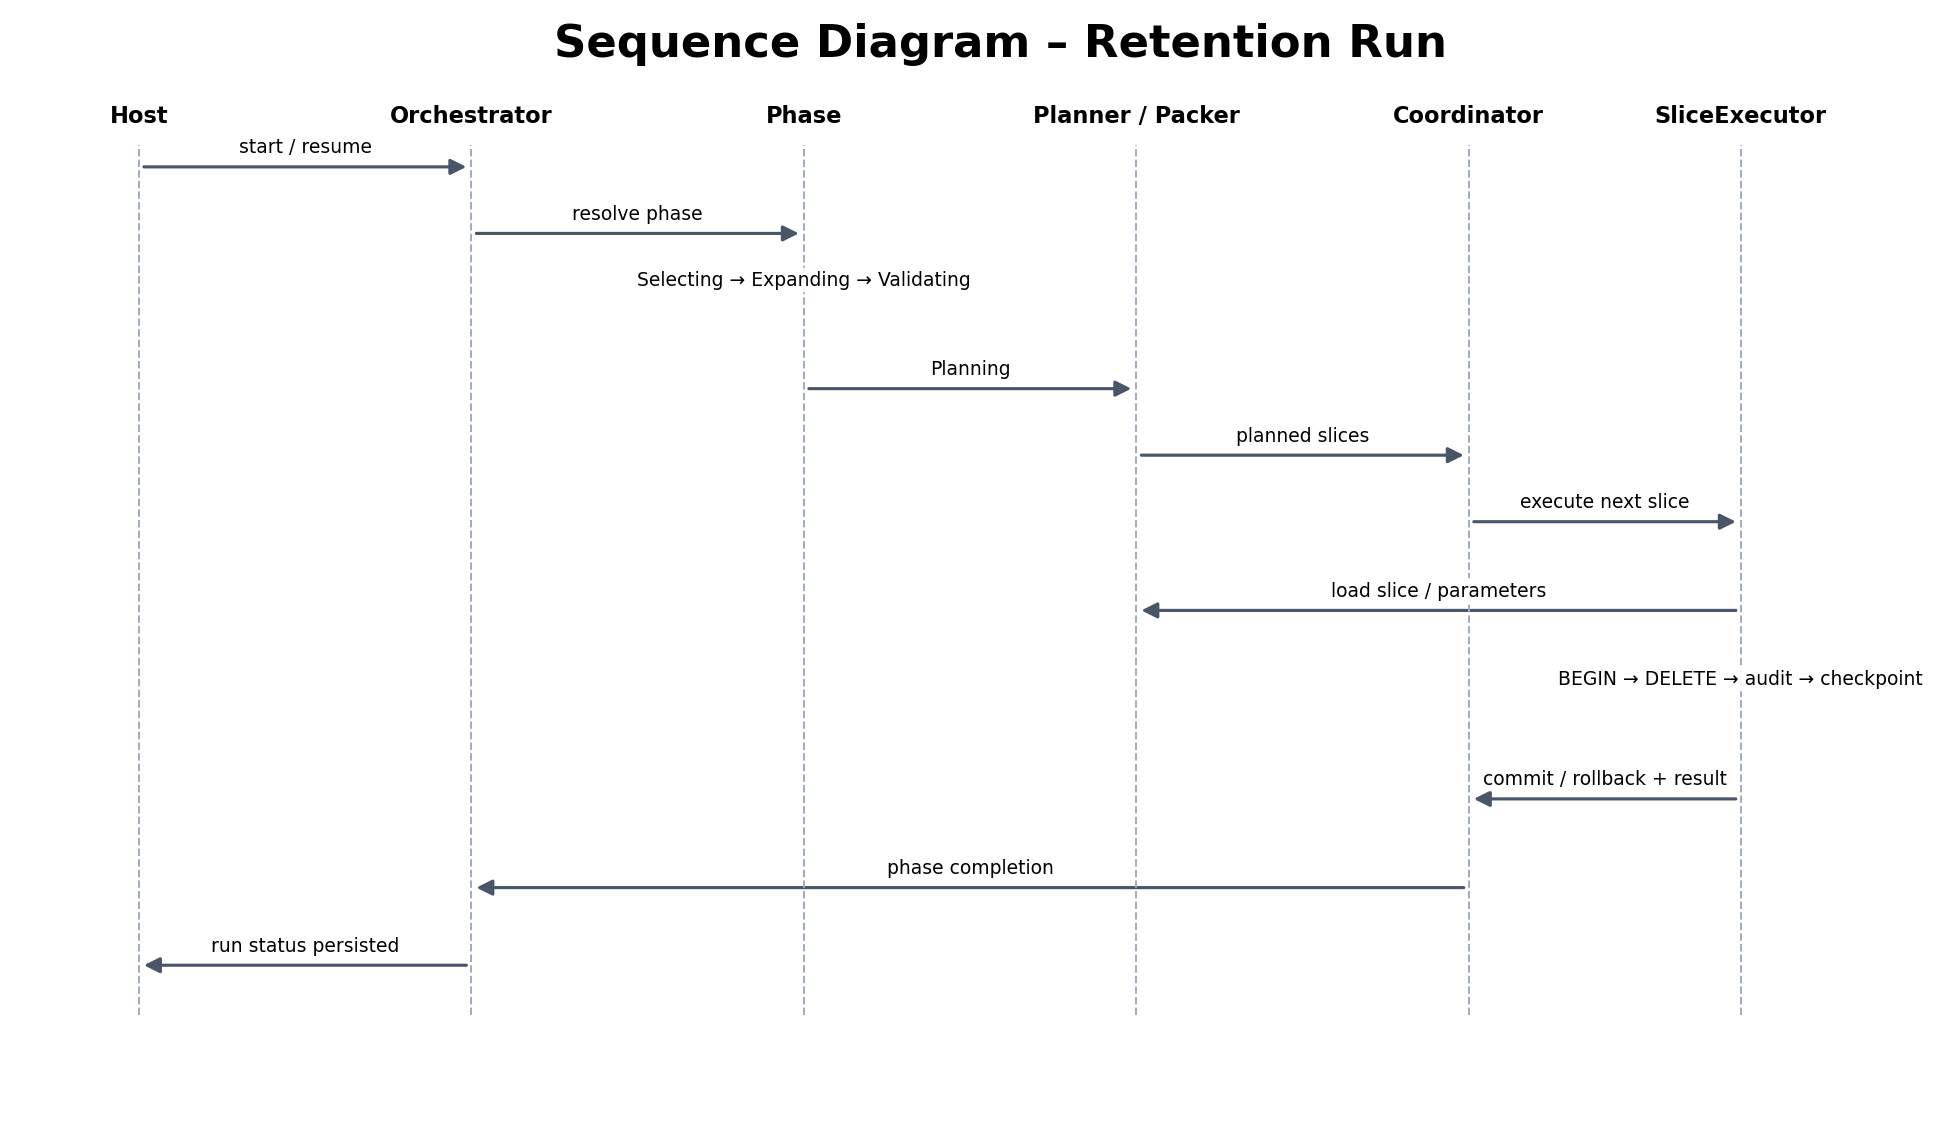 Sequence Diagram – Retention Run
Host Orchestrator Phase Planner / Packer Coordinator SliceExecutor
start / resume
resolve phase
Selecting → Expanding → Validating
Planning
planned slices
execute next slice
load slice / parameters
BEGIN → DELETE → audit → checkpoint
commit / rollback + result
phase completion
run status persisted